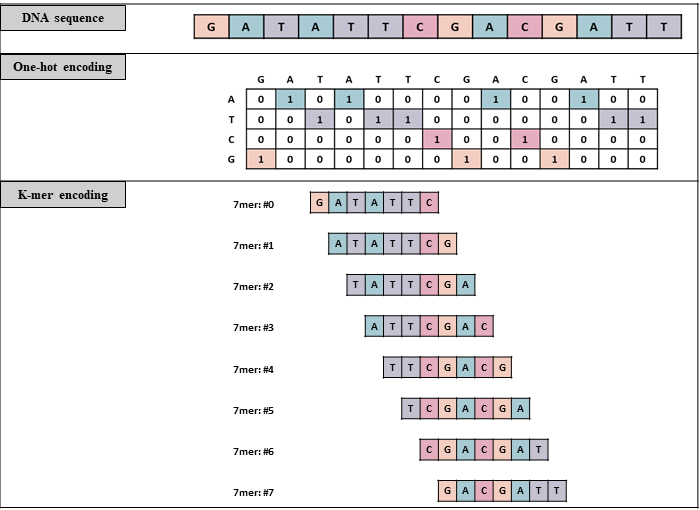 DNA sequence
G A T A T T C G A C G A T T
One-hot encoding
G A T A T T C G A C G A T T
A 0 1 0 1 0 0 0 0 1 0 0 1 0 0
T 0 0 1 0 1 1 0 0 0 0 0 0 1 1
C 0 0 0 0 0 0 1 0 0 1 0 0 0 0
G 1 0 0 0 0 0 0 1 0 0 1 0 0 0
K-mer encoding
7mer: #0 G A T A T T C
7mer: #1 A T A T T C G
7mer: #2 T A T T C G A
7mer: #3 A T T C G A C
7mer: #4 T T C G A C G
7mer: #5 T C G A C G A
7mer: #6 C G A C G A T
7mer: #7 G A C G A T T